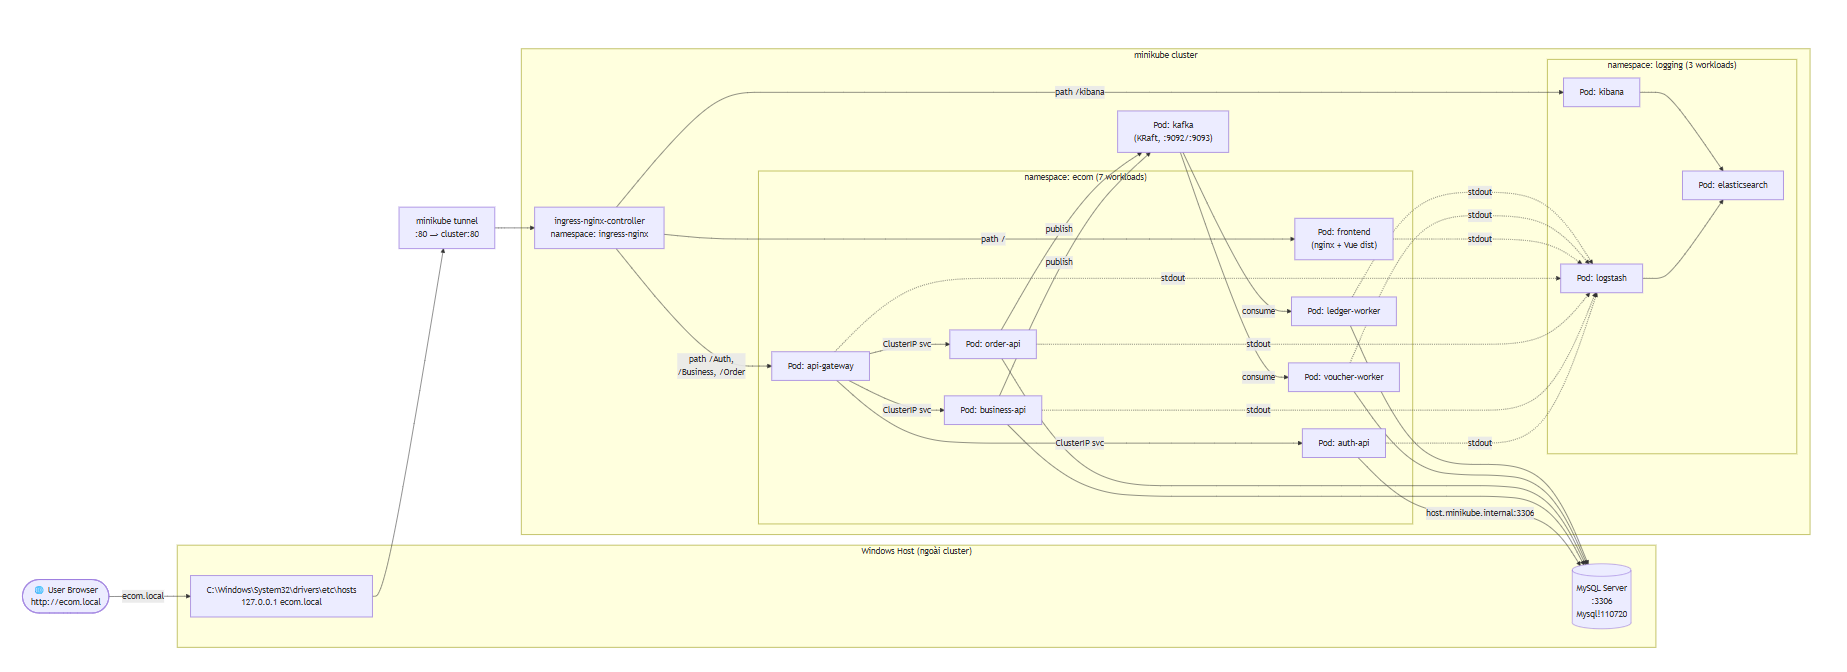 minikube cluster
namespace: logging (3 workloads)
path /kibana
Pod: kibana
Pod: kafka
(KRaft, :9092/:9093)
namespace: ecom (7 workloads)
Pod: elasticsearch
stdout
minikube tunnel
:80 → cluster:80
ingress-nginx-controller
namespace: ingress-nginx
stdout
publish
path /
Pod: frontend
(nginx + Vue dist)
stdout
publish
stdout
Pod: logstash
consume
Pod: ledger-worker
ClusterIP svc
Pod: order-api
stdout
path /Auth,
/Business, /Order
Pod: api-gateway
consume
Pod: voucher-worker
ClusterIP svc
Pod: business-api
stdout
ClusterIP svc
Pod: auth-api
stdout
host.minikube.internal:3306
Windows Host (ngoài cluster)
🌐 User Browser
http://ecom.local
ecom.local
C:\Windows\System32\drivers\etc\hosts
127.0.0.1 ecom.local
MySQL Server
:3306
Mysql!110720